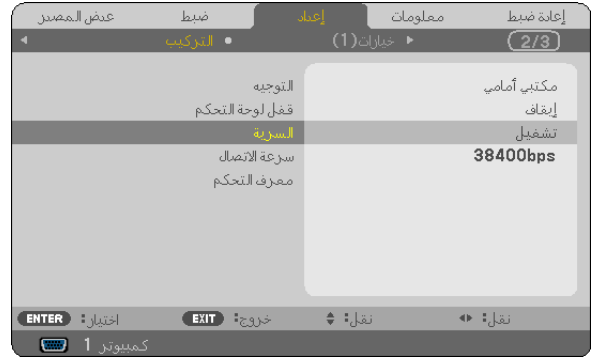 عرض المصدر ضبط إعداد معلومات إعادة ضبط
التركيب خيارات(1) (2/3)
التوجيه مكتبي أمامي
قفل لوحة التحكم إيقاف
السرية تشغيل
سرعة الاتصال 38400bps
معرف التحكم
ENTER :اختيار EXIT :خروج نقل: نقل:
كمبيوتر 1